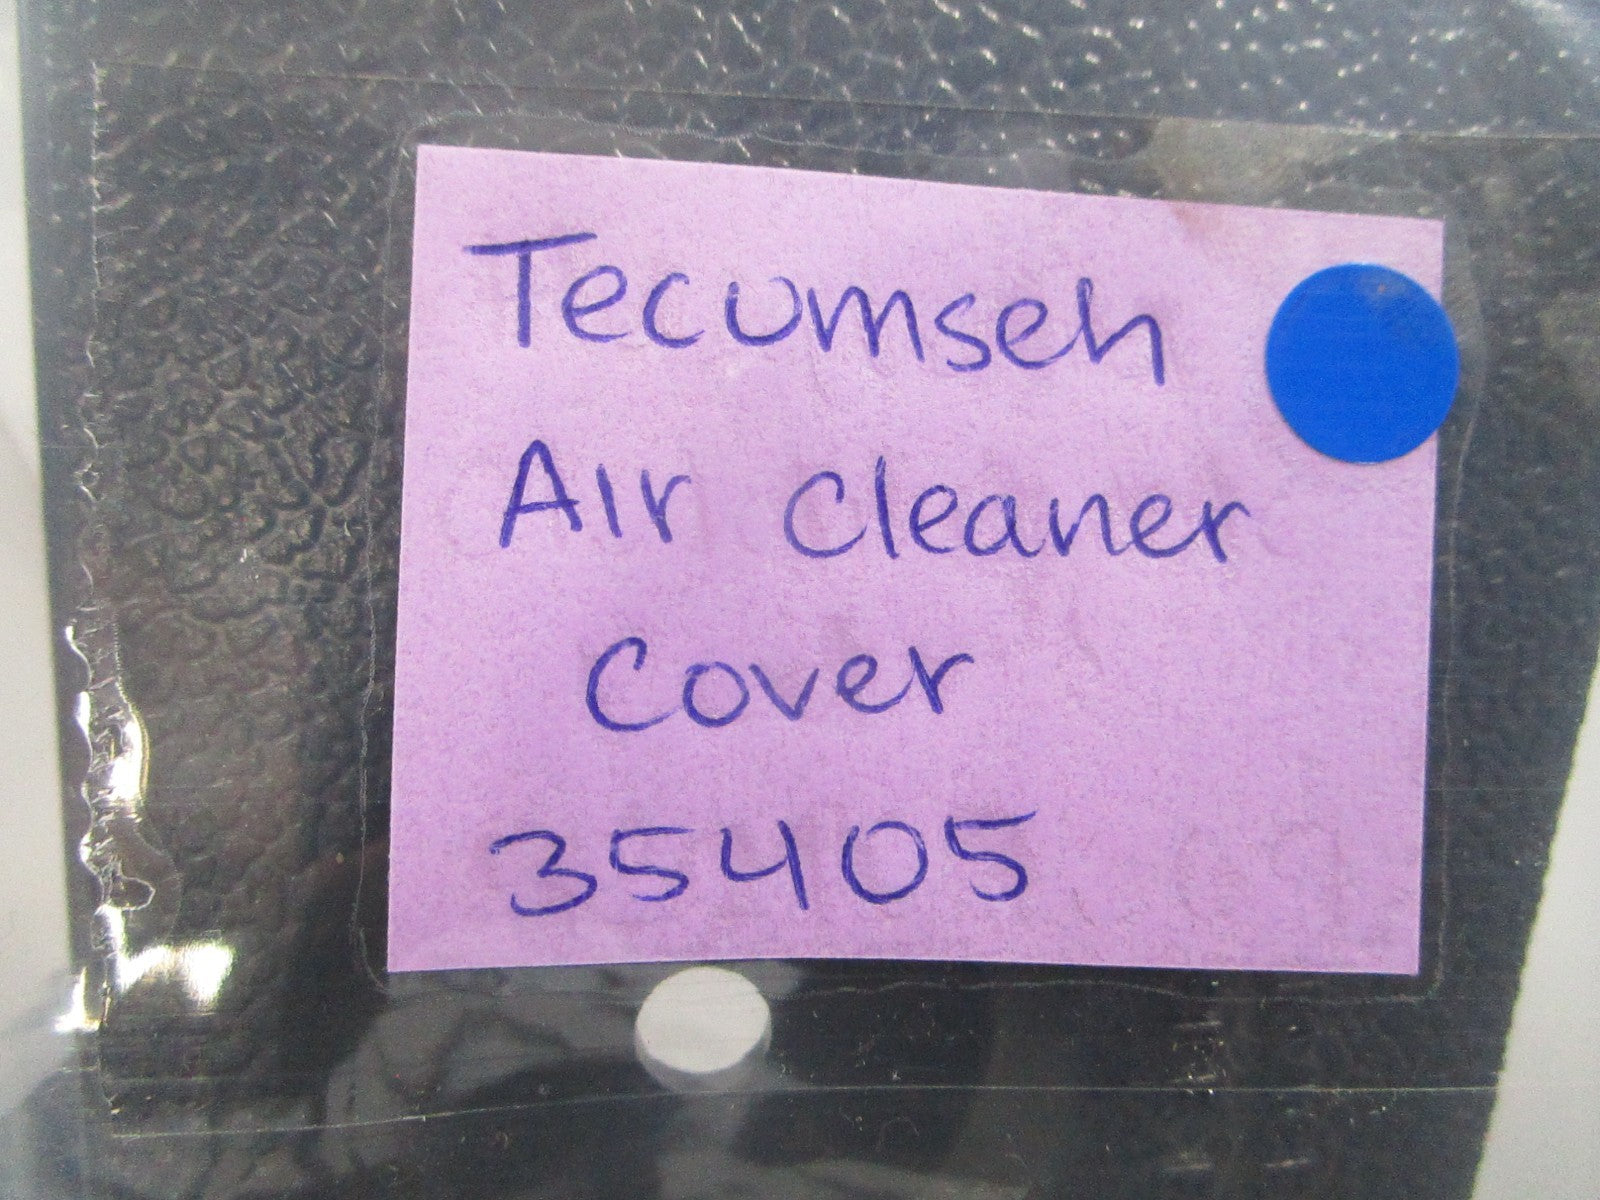 Tecumseh
Air Cleaner
Cover
35405